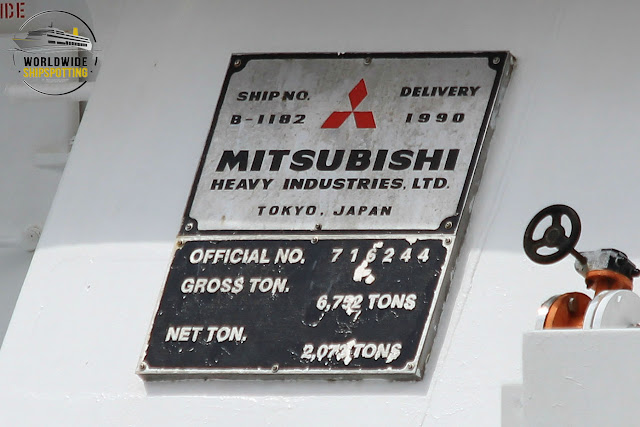 IDE
WORLDWIDE
SHIPSPOTTING
SHIP NO. DELIVERY
B-1182 1990
MITSUBISHI
HEAVY INDUSTRIES, LTD.
TOKYO, JAPAN
OFFICIAL NO. 716244
GROSS TON.
TONS
NET TON.
TONS